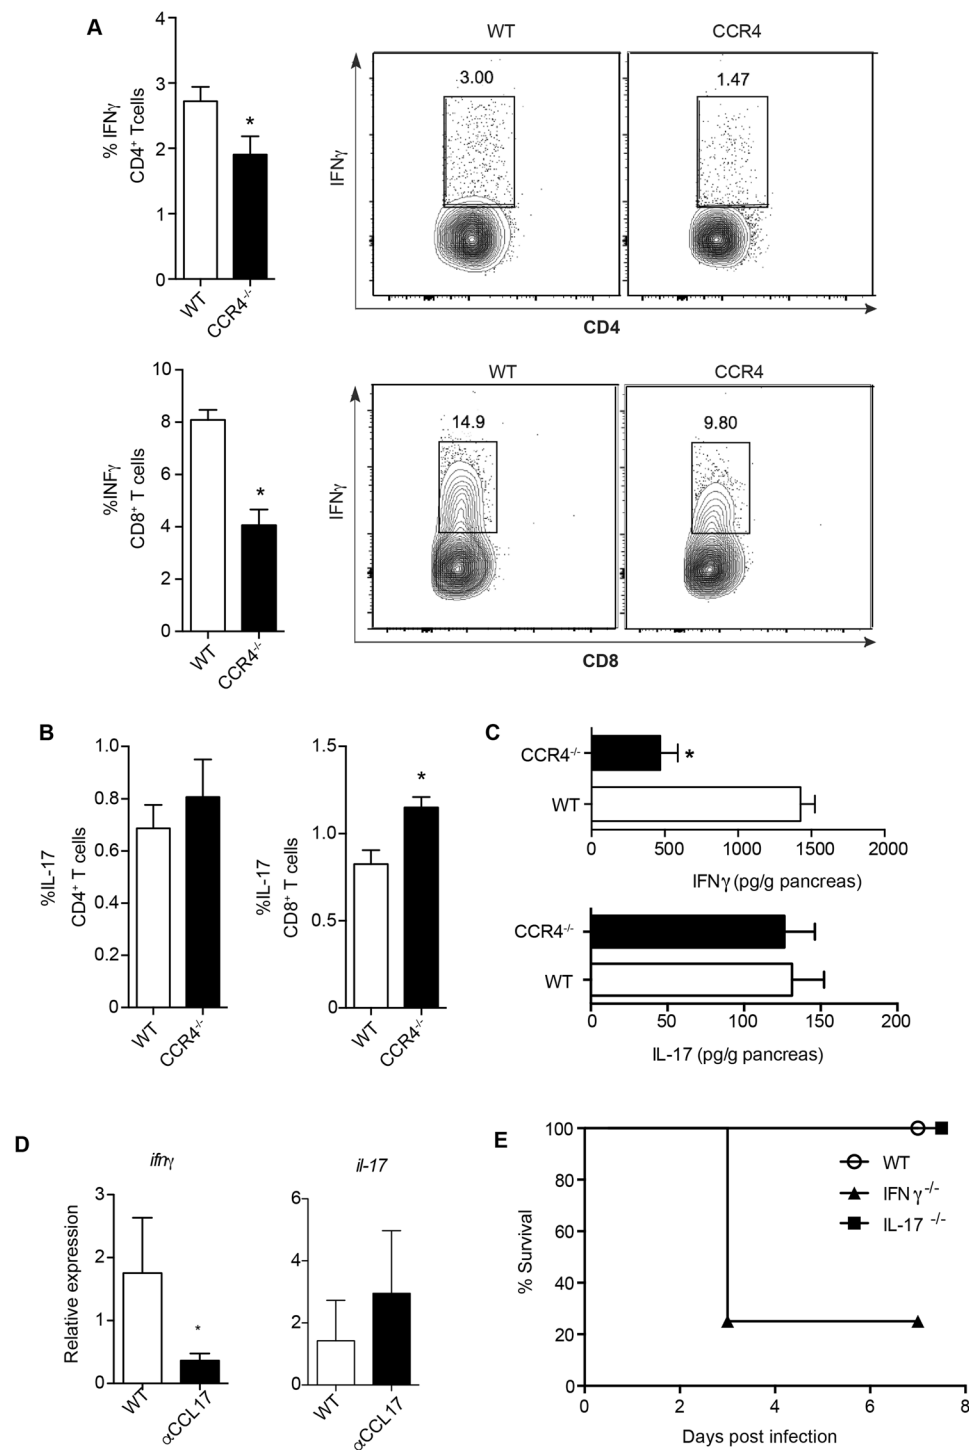 A
4
3
2
1
0
% IFNγ
CD4⁺ Tcells
WT
CCR4⁻/⁻
*
WT
CCR4
3.00
1.47
IFNγ
CD4
10
8
6
4
2
0
%INFγ
CD8⁺ T cells
WT
CCR4⁻/⁻
*
WT
CCR4
14.9
9.80
IFNγ
CD8
B
1.0
0.8
0.6
0.4
0.2
0
%IL-17
CD4⁺ T cells
WT
CCR4⁻/⁻
1.5
1.0
0.5
0
%IL-17
CD8⁺ T cells
*
WT
CCR4⁻/⁻
C
CCR4⁻/⁻
*
WT
0 500 1000 1500 2000
IFNγ (pg/g pancreas)
CCR4⁻/⁻
WT
0 50 100 150 200
IL-17 (pg/g pancreas)
D
ifnγ
3
2
1
0
Relative expression
*
WT
αCCL17
il-17
6
4
2
0
WT
αCCL17
E
100
80
60
40
20
0
% Survival
WT
IFN γ⁻/⁻
IL-17 ⁻/⁻
0 2 4 6 8
Days post infection